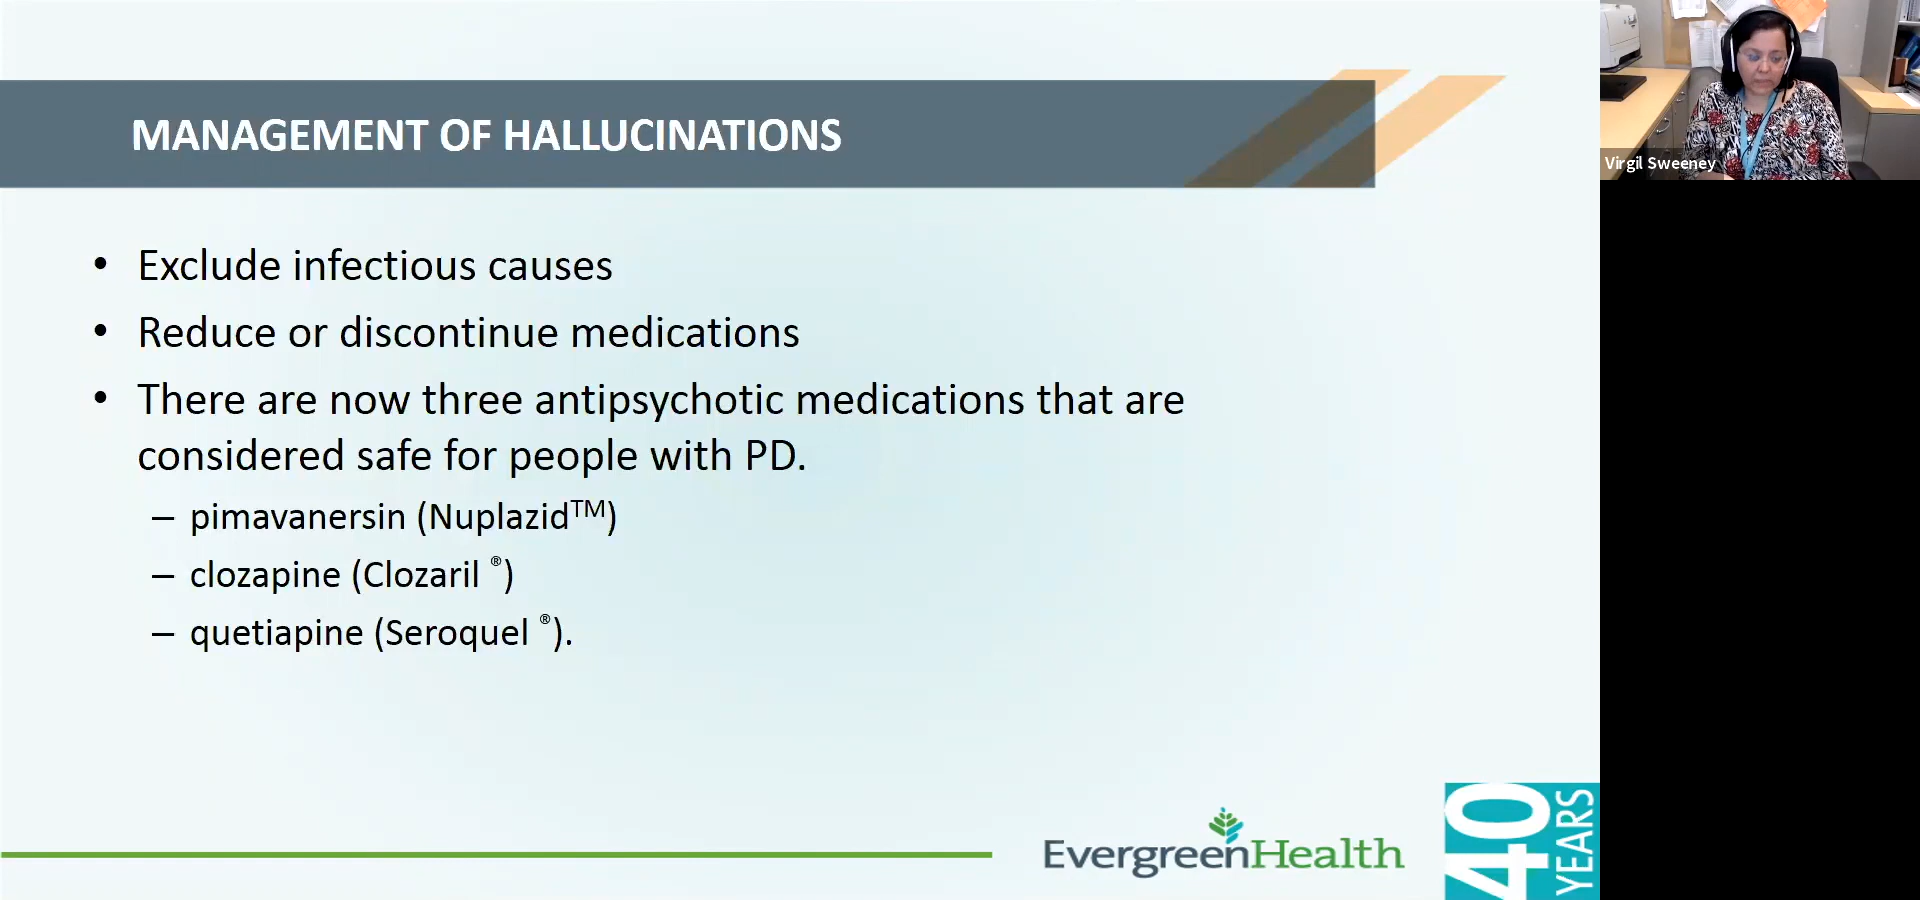 MANAGEMENT OF HALLUCINATIONS
• Exclude infectious causes
• Reduce or discontinue medications
• There are now three antipsychotic medications that are
considered safe for people with PD.
– pimavanersin (Nuplazid™)
– clozapine (Clozaril ®)
– quetiapine (Seroquel ®).
EvergreenHealth
40
YEARS
Virgil Sweeney